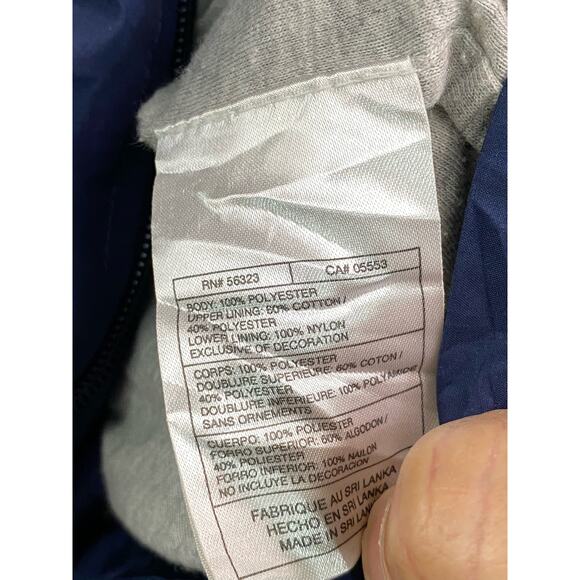 RN# 56323 CA# 05553
BODY: 100% POLYESTER
UPPER LINING: 60% COTTON /
40% POLYESTER
LOWER LINING: 100% NYLON
EXCLUSIVE OF DECORATION
CORPS: 100% POLYESTER
DOUBLURE SUPERIEURE: 60% COTON /
40% POLYESTER
DOUBLURE INFERIEURE: 100% POLYAMIDE
SANS ORNEMENTS
CUERPO: 100% POLIESTER
FORRO SUPERIOR: 60% ALGODON /
40% POLIESTER
FORRO INFERIOR: 100% NAILON
NO INCLUYE LA DECORACION
FABRIQUE AU SRI LANKA
HECHO EN SRI LANKA
MADE IN SRI LANKA